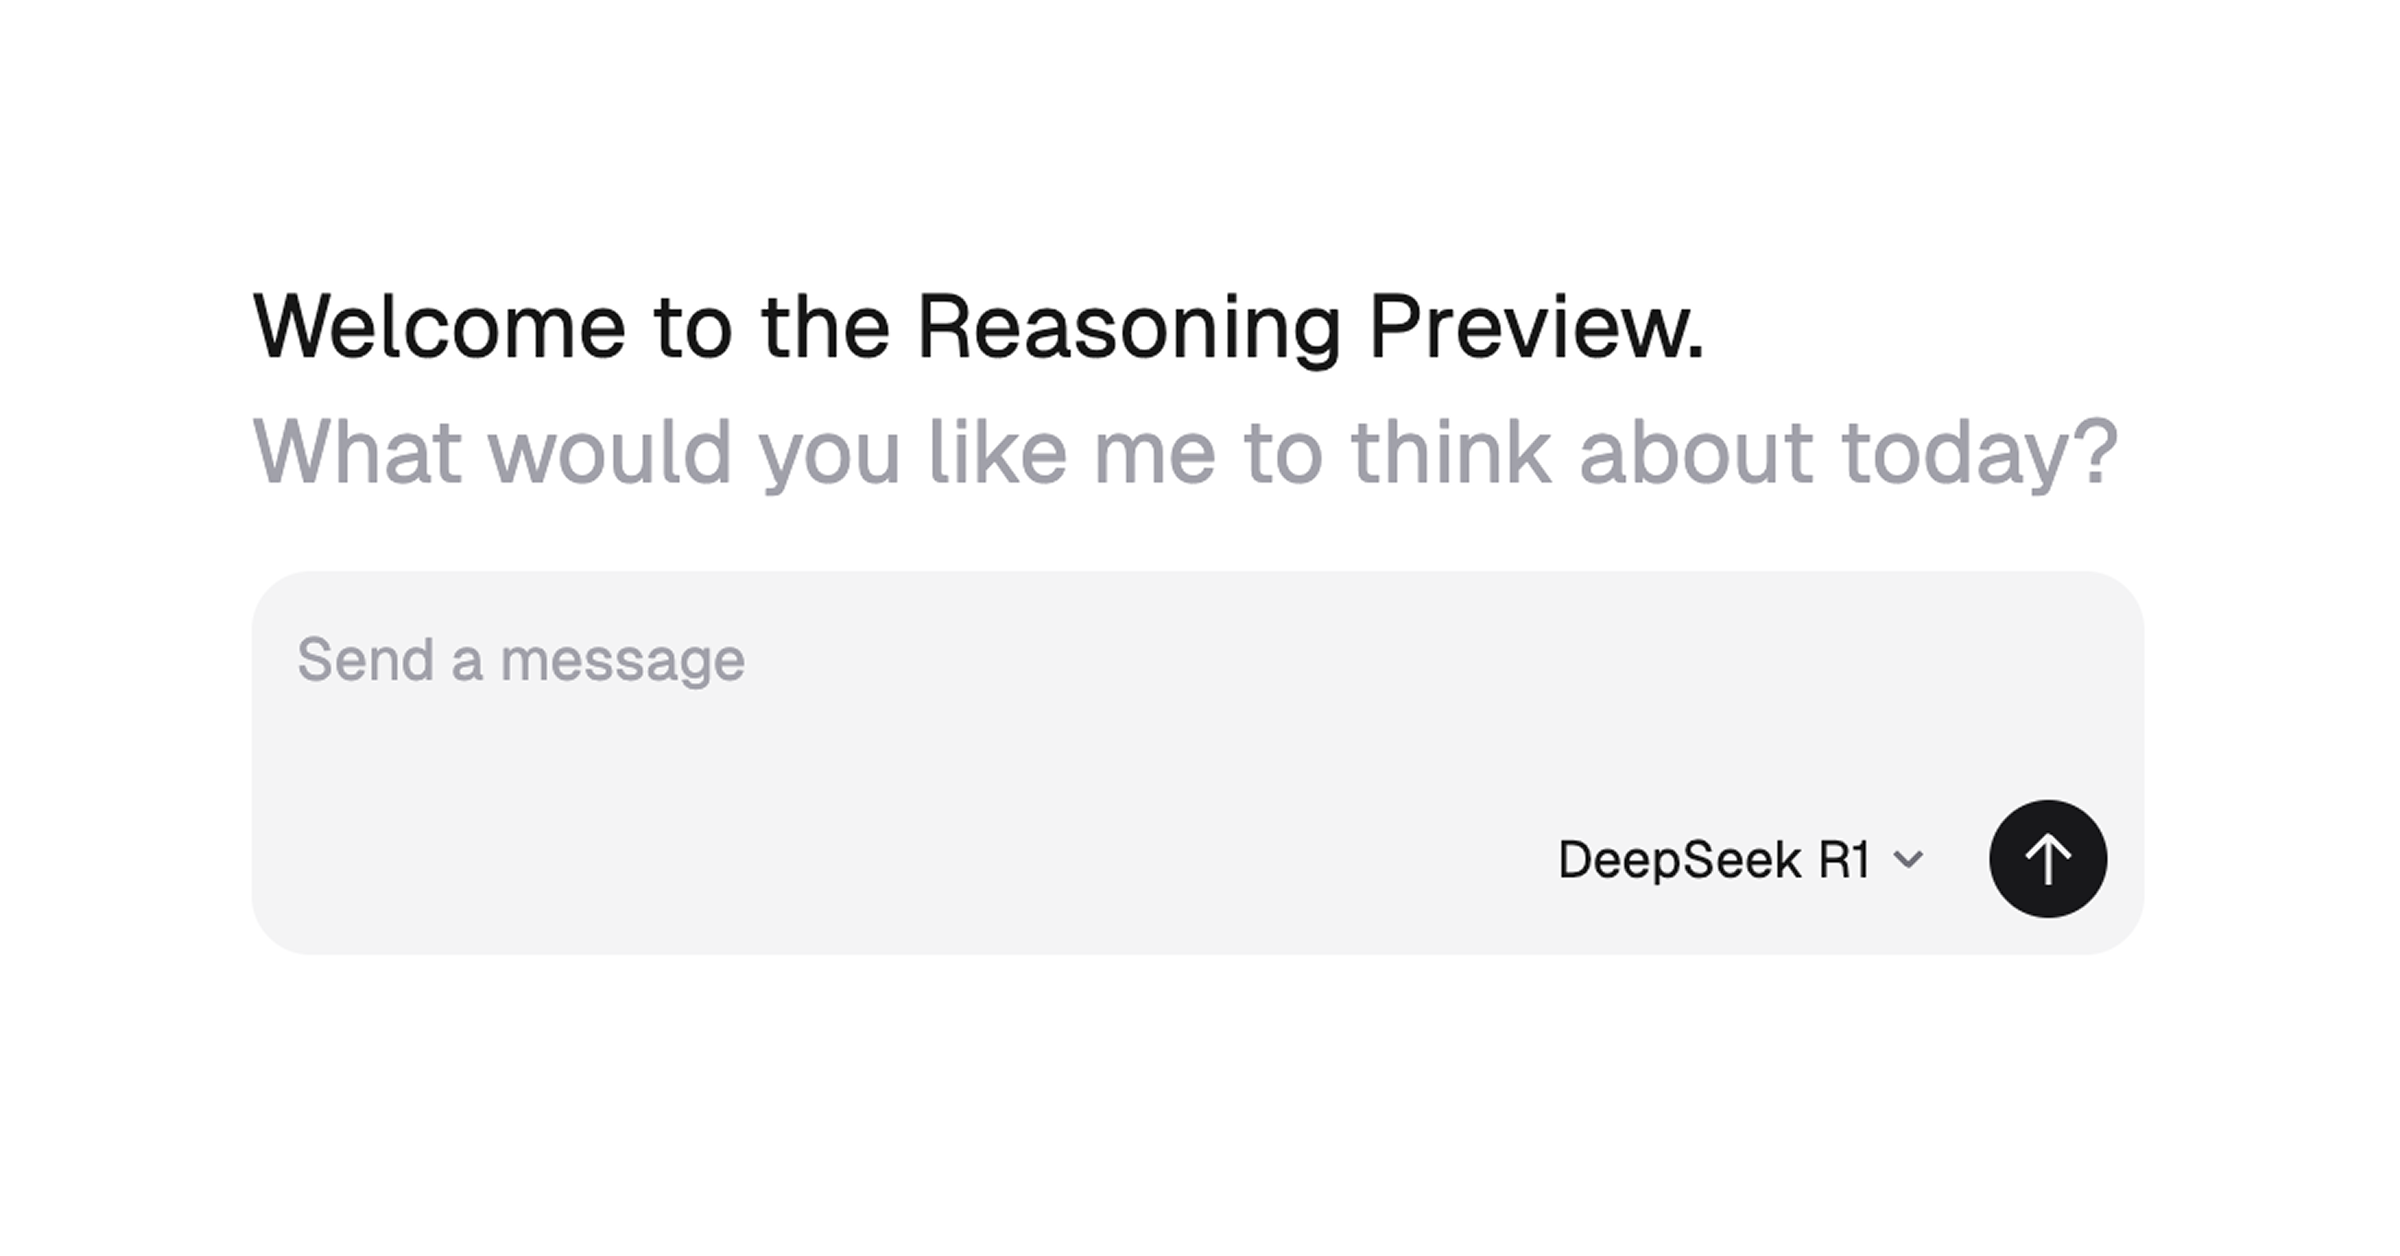 Welcome to the Reasoning Preview.
What would you like me to think about today?
Send a message
DeepSeek R1